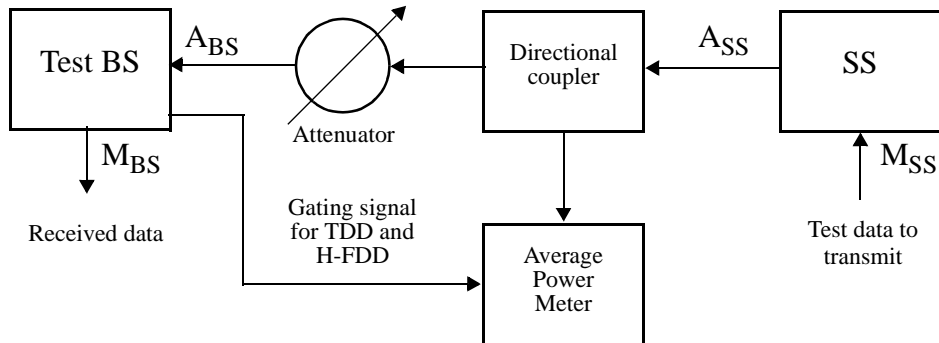 Test BS
A_BS
Attenuator
Directional
coupler
A_SS
SS
M_BS
Received data
Gating signal
for TDD and
H-FDD
Average
Power
Meter
M_SS
Test data to
transmit